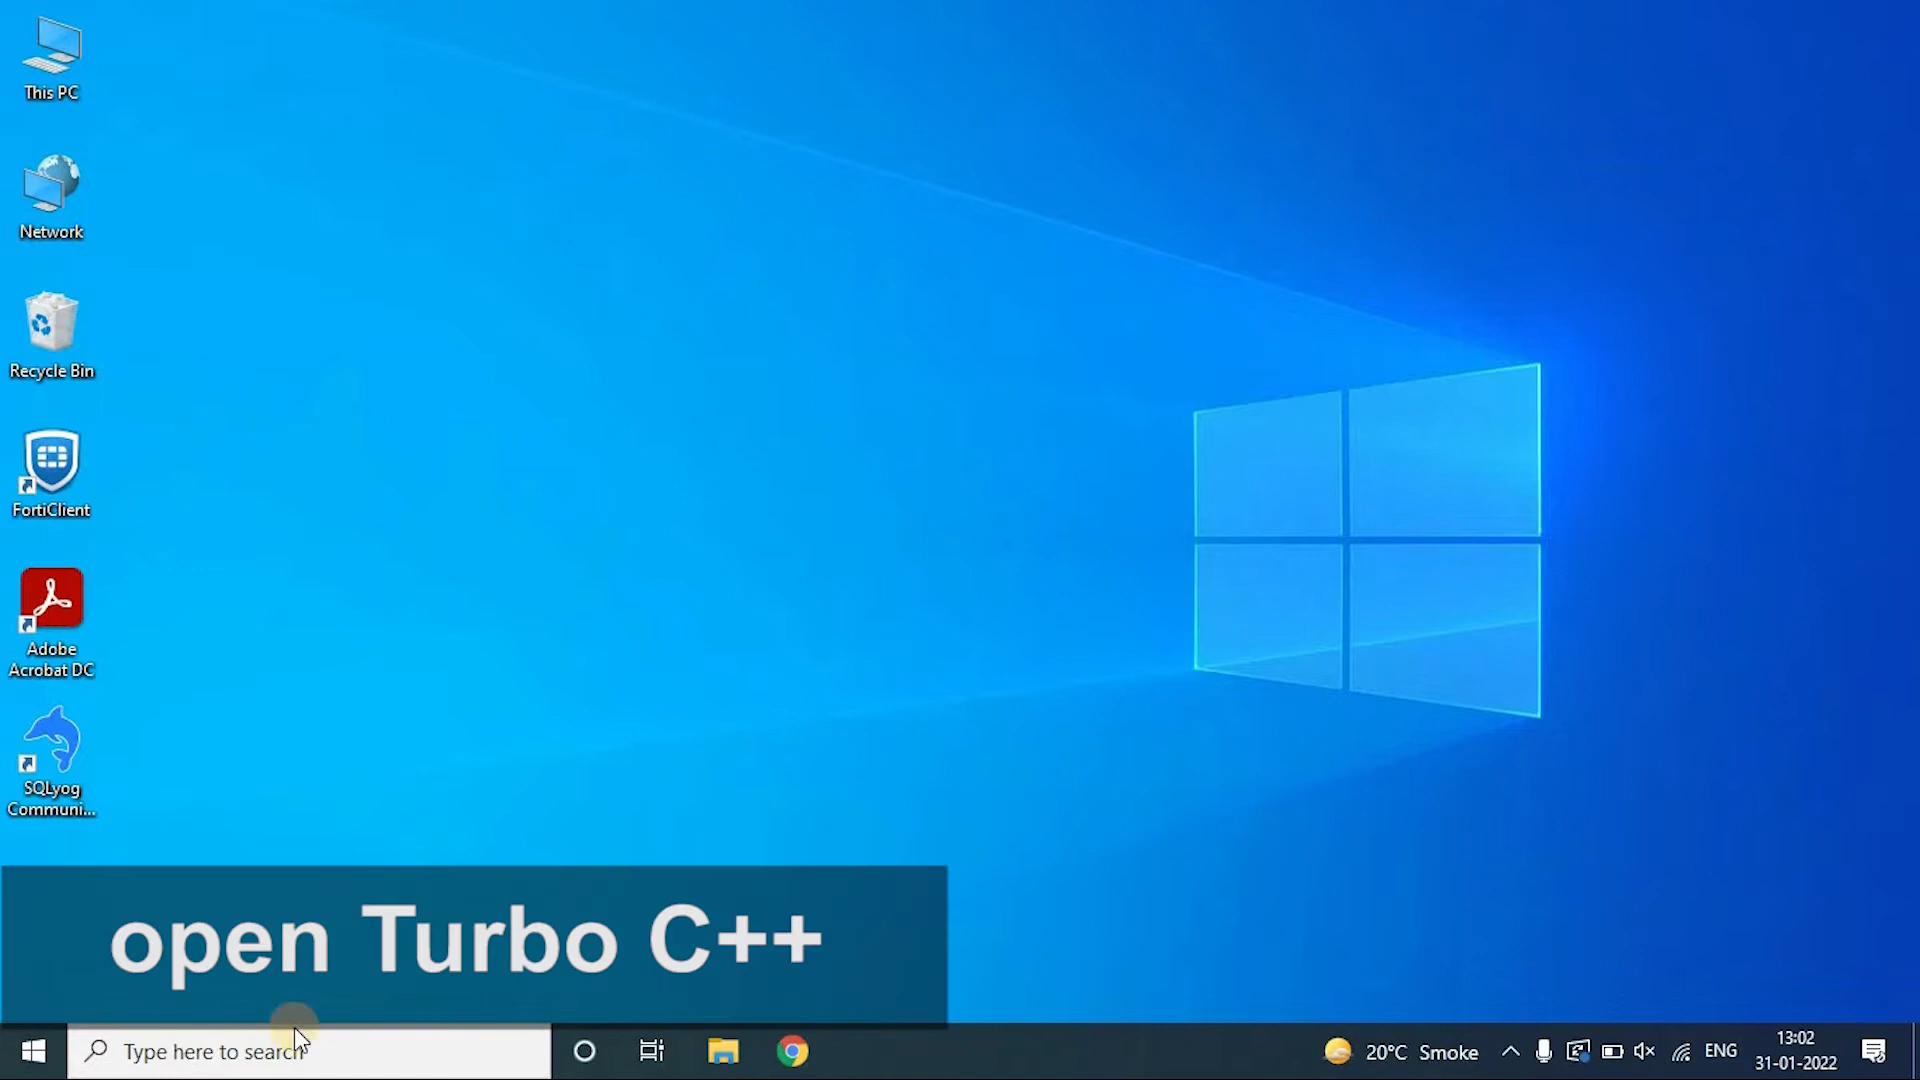 This PC
Network
Recycle Bin
FortiClient
Adobe
Acrobat DC
SQLyog
Communi...
open Turbo C++
Type here to search
20°C Smoke
ENG
13:02
31-01-2022